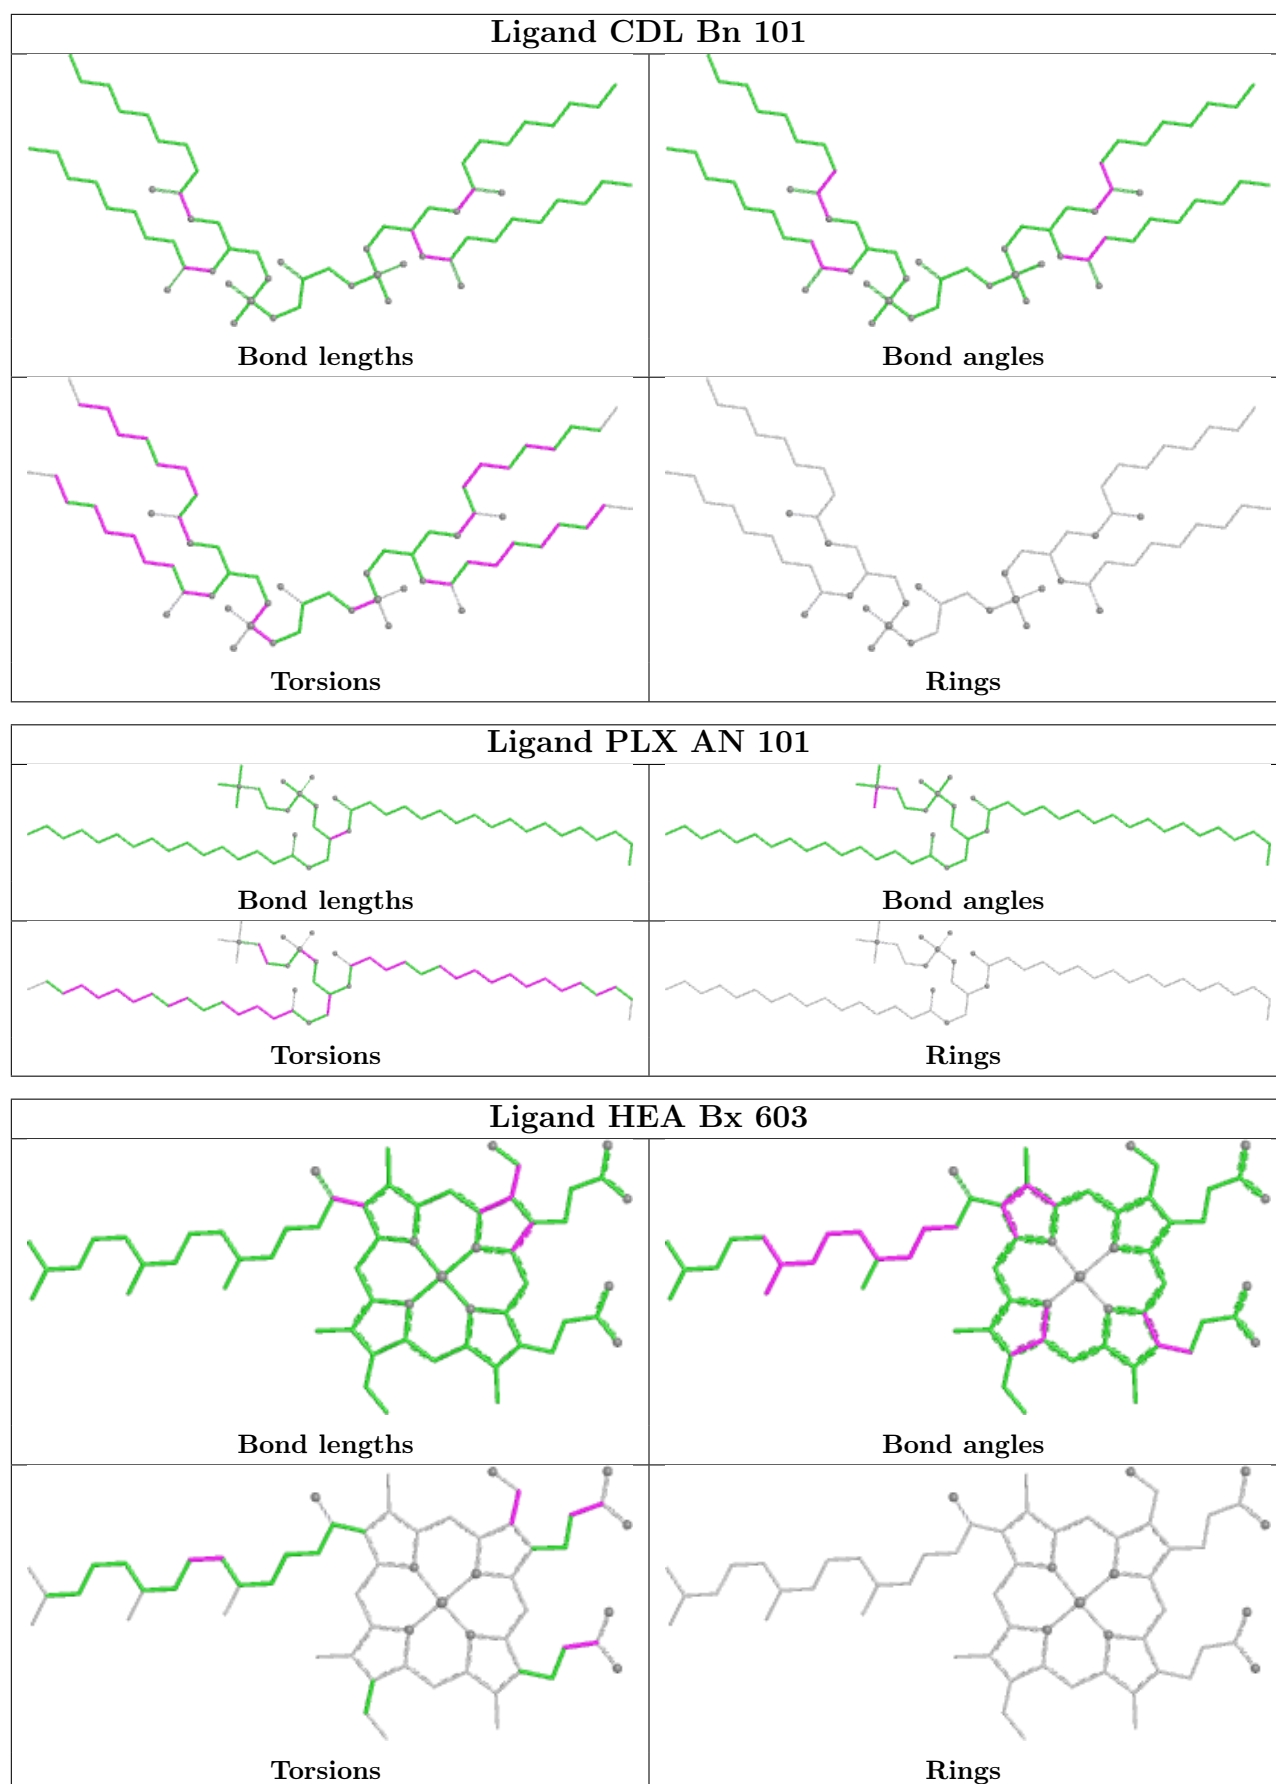 Ligand CDL Bn 101
Bond lengths
Bond angles
Torsions
Rings
Ligand PLX AN 101
Bond lengths
Bond angles
Torsions
Rings
Ligand HEA Bx 603
Bond lengths
Bond angles
Torsions
Rings